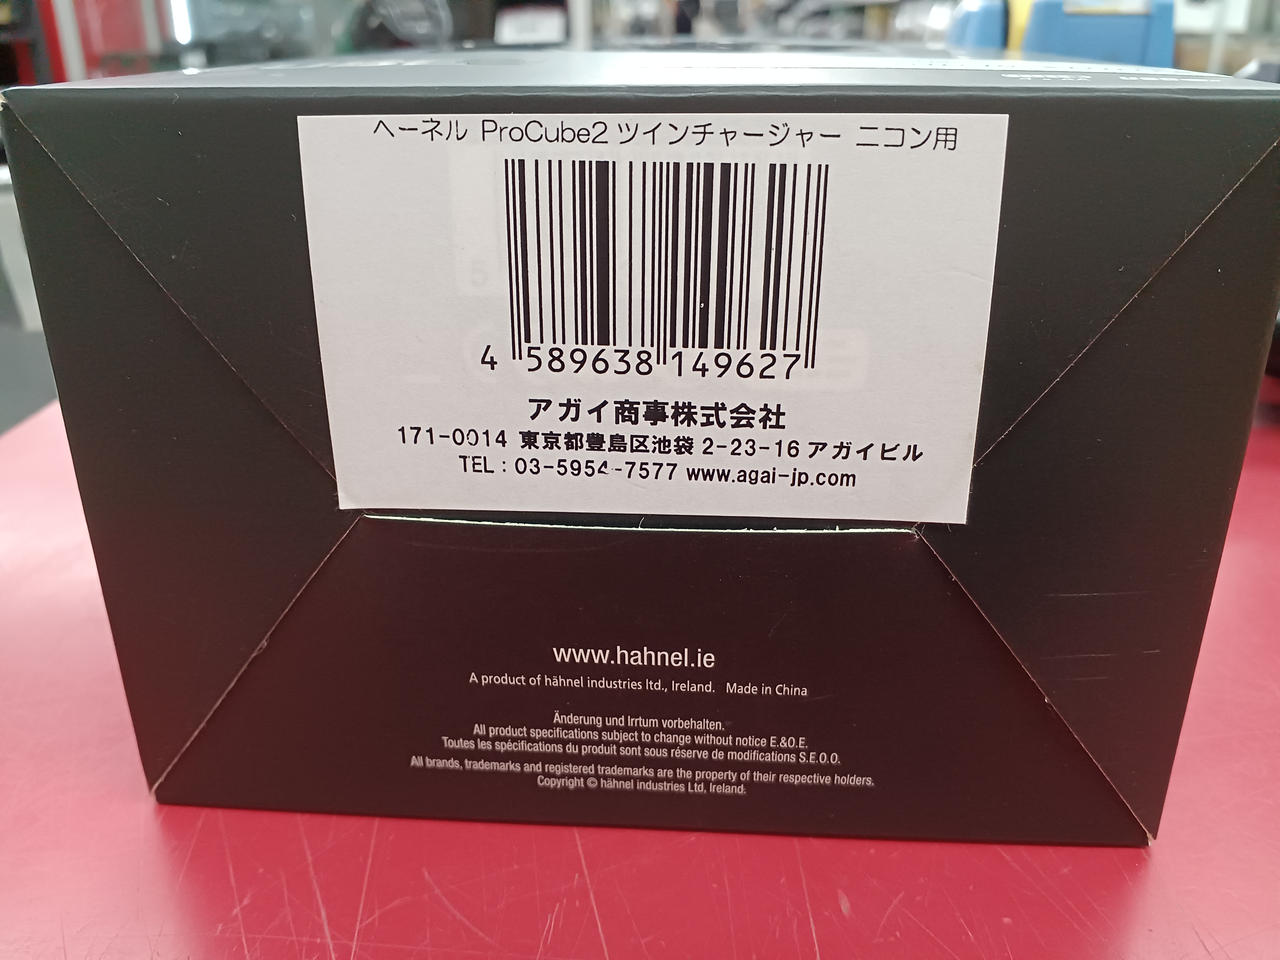 ヘーネル ProCube2 ツインチャージャー ニコン用
4 589638 149627
アガイ商事株式会社
171-0014 東京都豊島区池袋 2-23-16 アガイビル
TEL : 03-5954-7577 www.agai-jp.com
www.hahnel.ie
A product of hähnel industries ltd., Ireland. Made in China
Änderung und Irrtum vorbehalten.
All product specifications subject to change without notice E.&O.E.
Toutes les spécifications du produit sont sous réserve de modifications S.E.O.O.
All brands, trademarks and registered trademarks are the property of their respective holders.
Copyright © hähnel industries Ltd, Ireland.